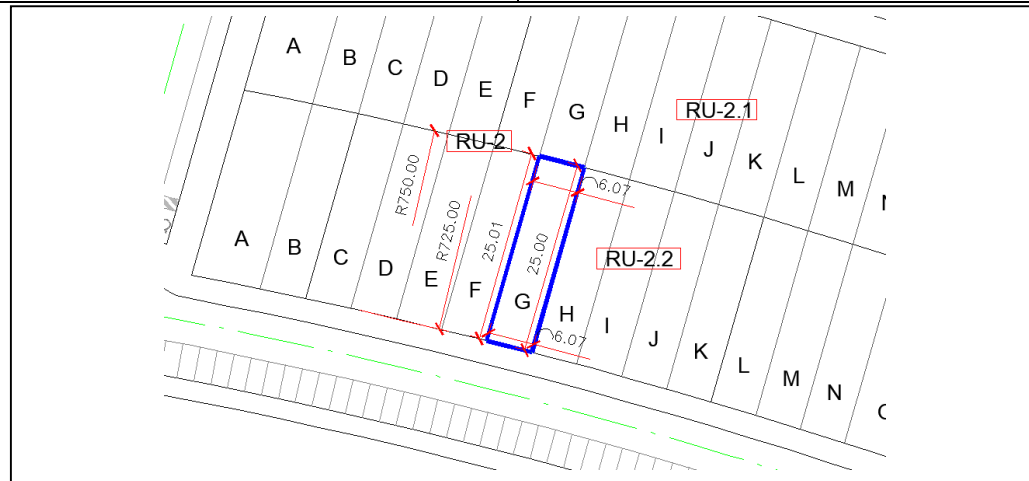 A B C D E F G H I J K L M N
RU-2.1
RU-2
6.07
R750.00
R725.00
25.01
25.00
RU-2.2
A B C D E F G H I J K L M N
6.07